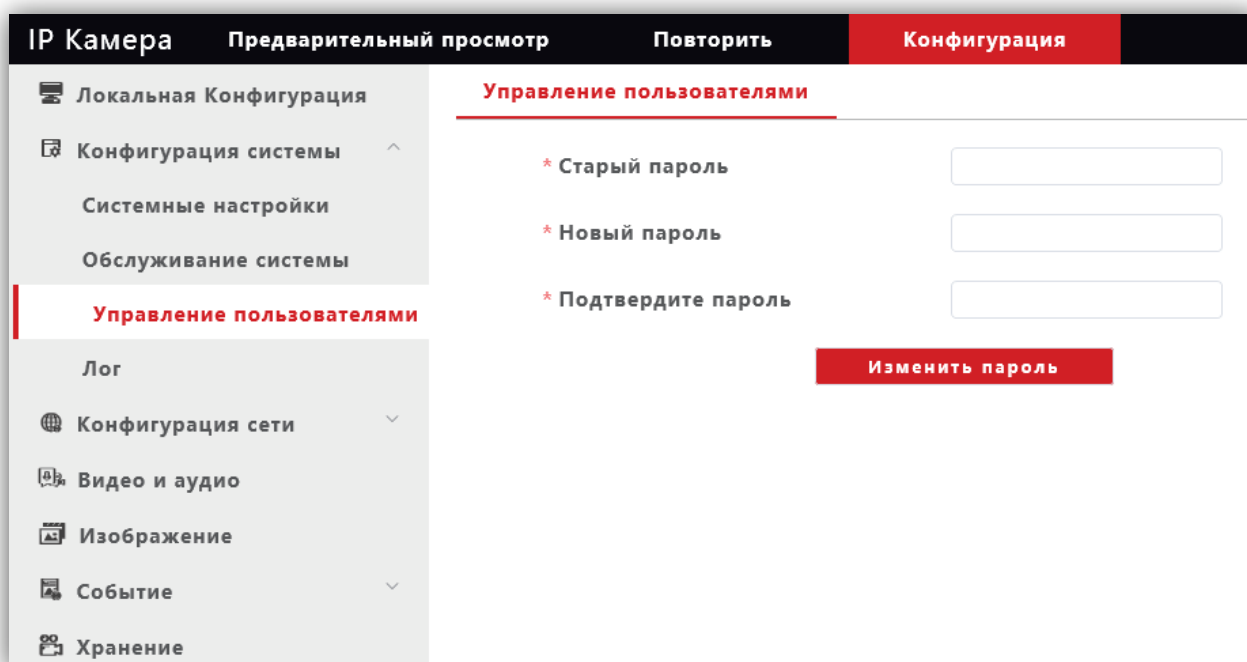 IP Камера Предварительный просмотр Повторить Конфигурация
Локальная Конфигурация
Конфигурация системы
Системные настройки
Обслуживание системы
Управление пользователями
Лог
Конфигурация сети
Видео и аудио
Изображение
Событие
Хранение
Управление пользователями
* Старый пароль
* Новый пароль
* Подтвердите пароль
Изменить пароль